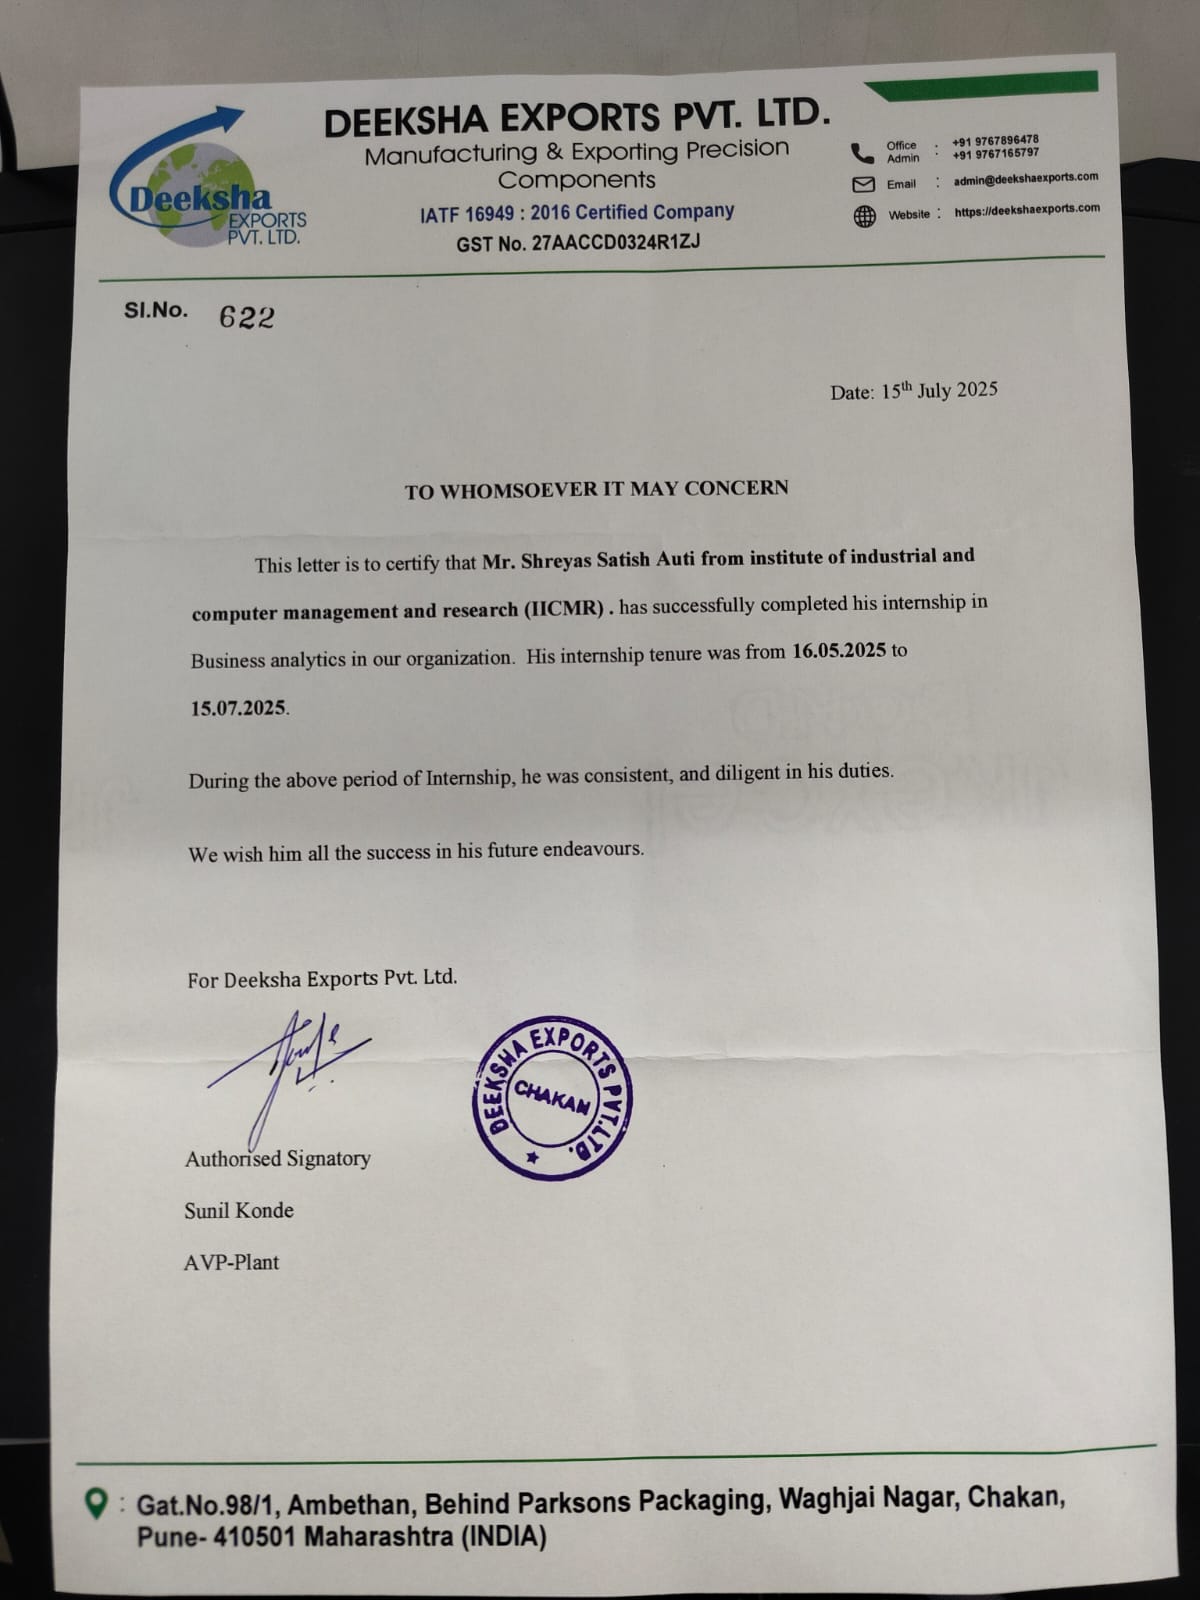 Deeksha
EXPORTS
PVT. LTD.
DEEKSHA EXPORTS PVT. LTD.
Manufacturing & Exporting Precision
Components
IATF 16949 : 2016 Certified Company
GST No. 27AACCD0324R1ZJ
Office : +91 9767896478
Admin +91 9767165797
Email : admin@deekshaexports.com
Website : https://deekshaexports.com
Sl.No. 622
Date: 15th July 2025
TO WHOMSOEVER IT MAY CONCERN
This letter is to certify that Mr. Shreyas Satish Auti from institute of industrial and
computer management and research (IICMR) . has successfully completed his internship in
Business analytics in our organization. His internship tenure was from 16.05.2025 to
15.07.2025.
During the above period of Internship, he was consistent, and diligent in his duties.
We wish him all the success in his future endeavours.
For Deeksha Exports Pvt. Ltd.
DEEKSHA EXPORTS PVT.LTD.
CHAKAN
Authorised Signatory
Sunil Konde
AVP-Plant
: Gat.No.98/1, Ambethan, Behind Parksons Packaging, Waghjai Nagar, Chakan,
Pune- 410501 Maharashtra (INDIA)